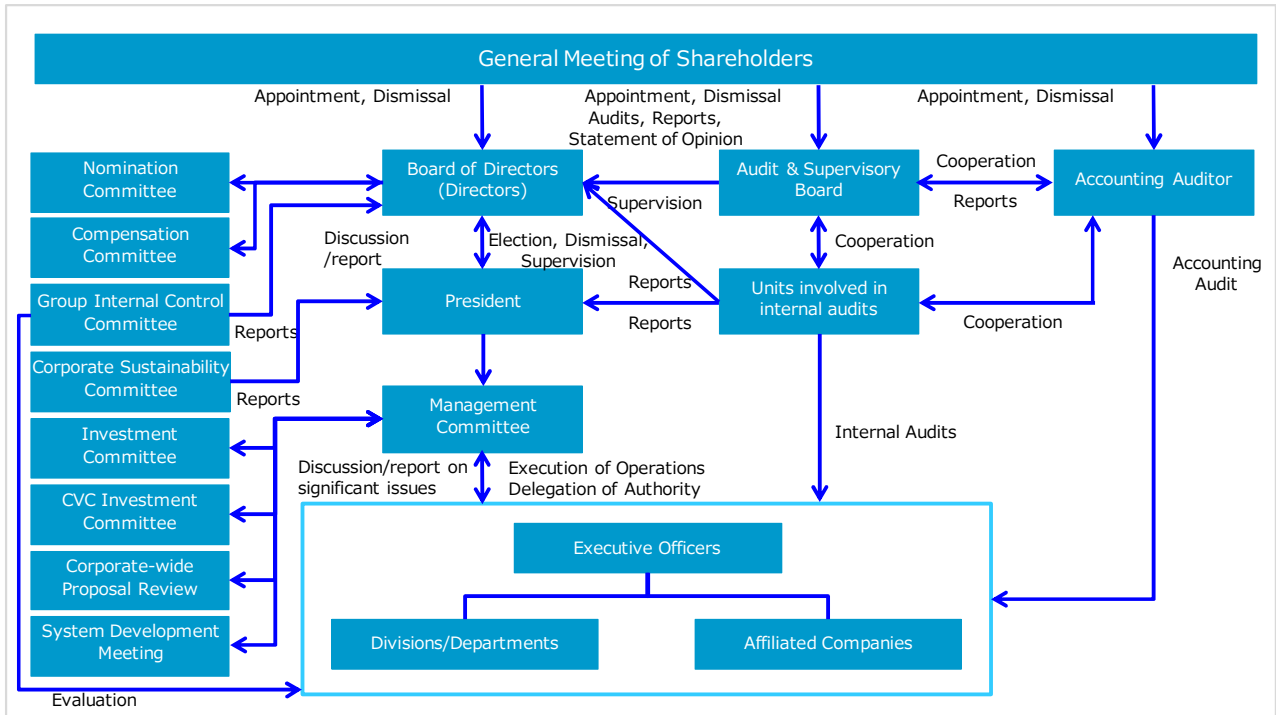 General Meeting of Shareholders
Appointment, Dismissal
Appointment, Dismissal
Audits, Reports,
Statement of Opinion
Appointment, Dismissal
Nomination
Committee
Board of Directors
(Directors)
Audit & Supervisory
Board
Cooperation
Reports
Accounting Auditor
Supervision
Compensation
Committee
Discussion
/report
Election, Dismissal,
Supervision
Cooperation
Accounting
Audit
Group Internal Control
Committee
Reports
President
Reports
Reports
Units involved in
internal audits
Cooperation
Corporate Sustainability
Committee
Reports
Management
Committee
Investment
Committee
Internal Audits
Discussion/report on
significant issues
Execution of Operations
Delegation of Authority
CVC Investment
Committee
Executive Officers
Corporate-wide
Proposal Review
System Development
Meeting
Divisions/Departments
Affiliated Companies
Evaluation